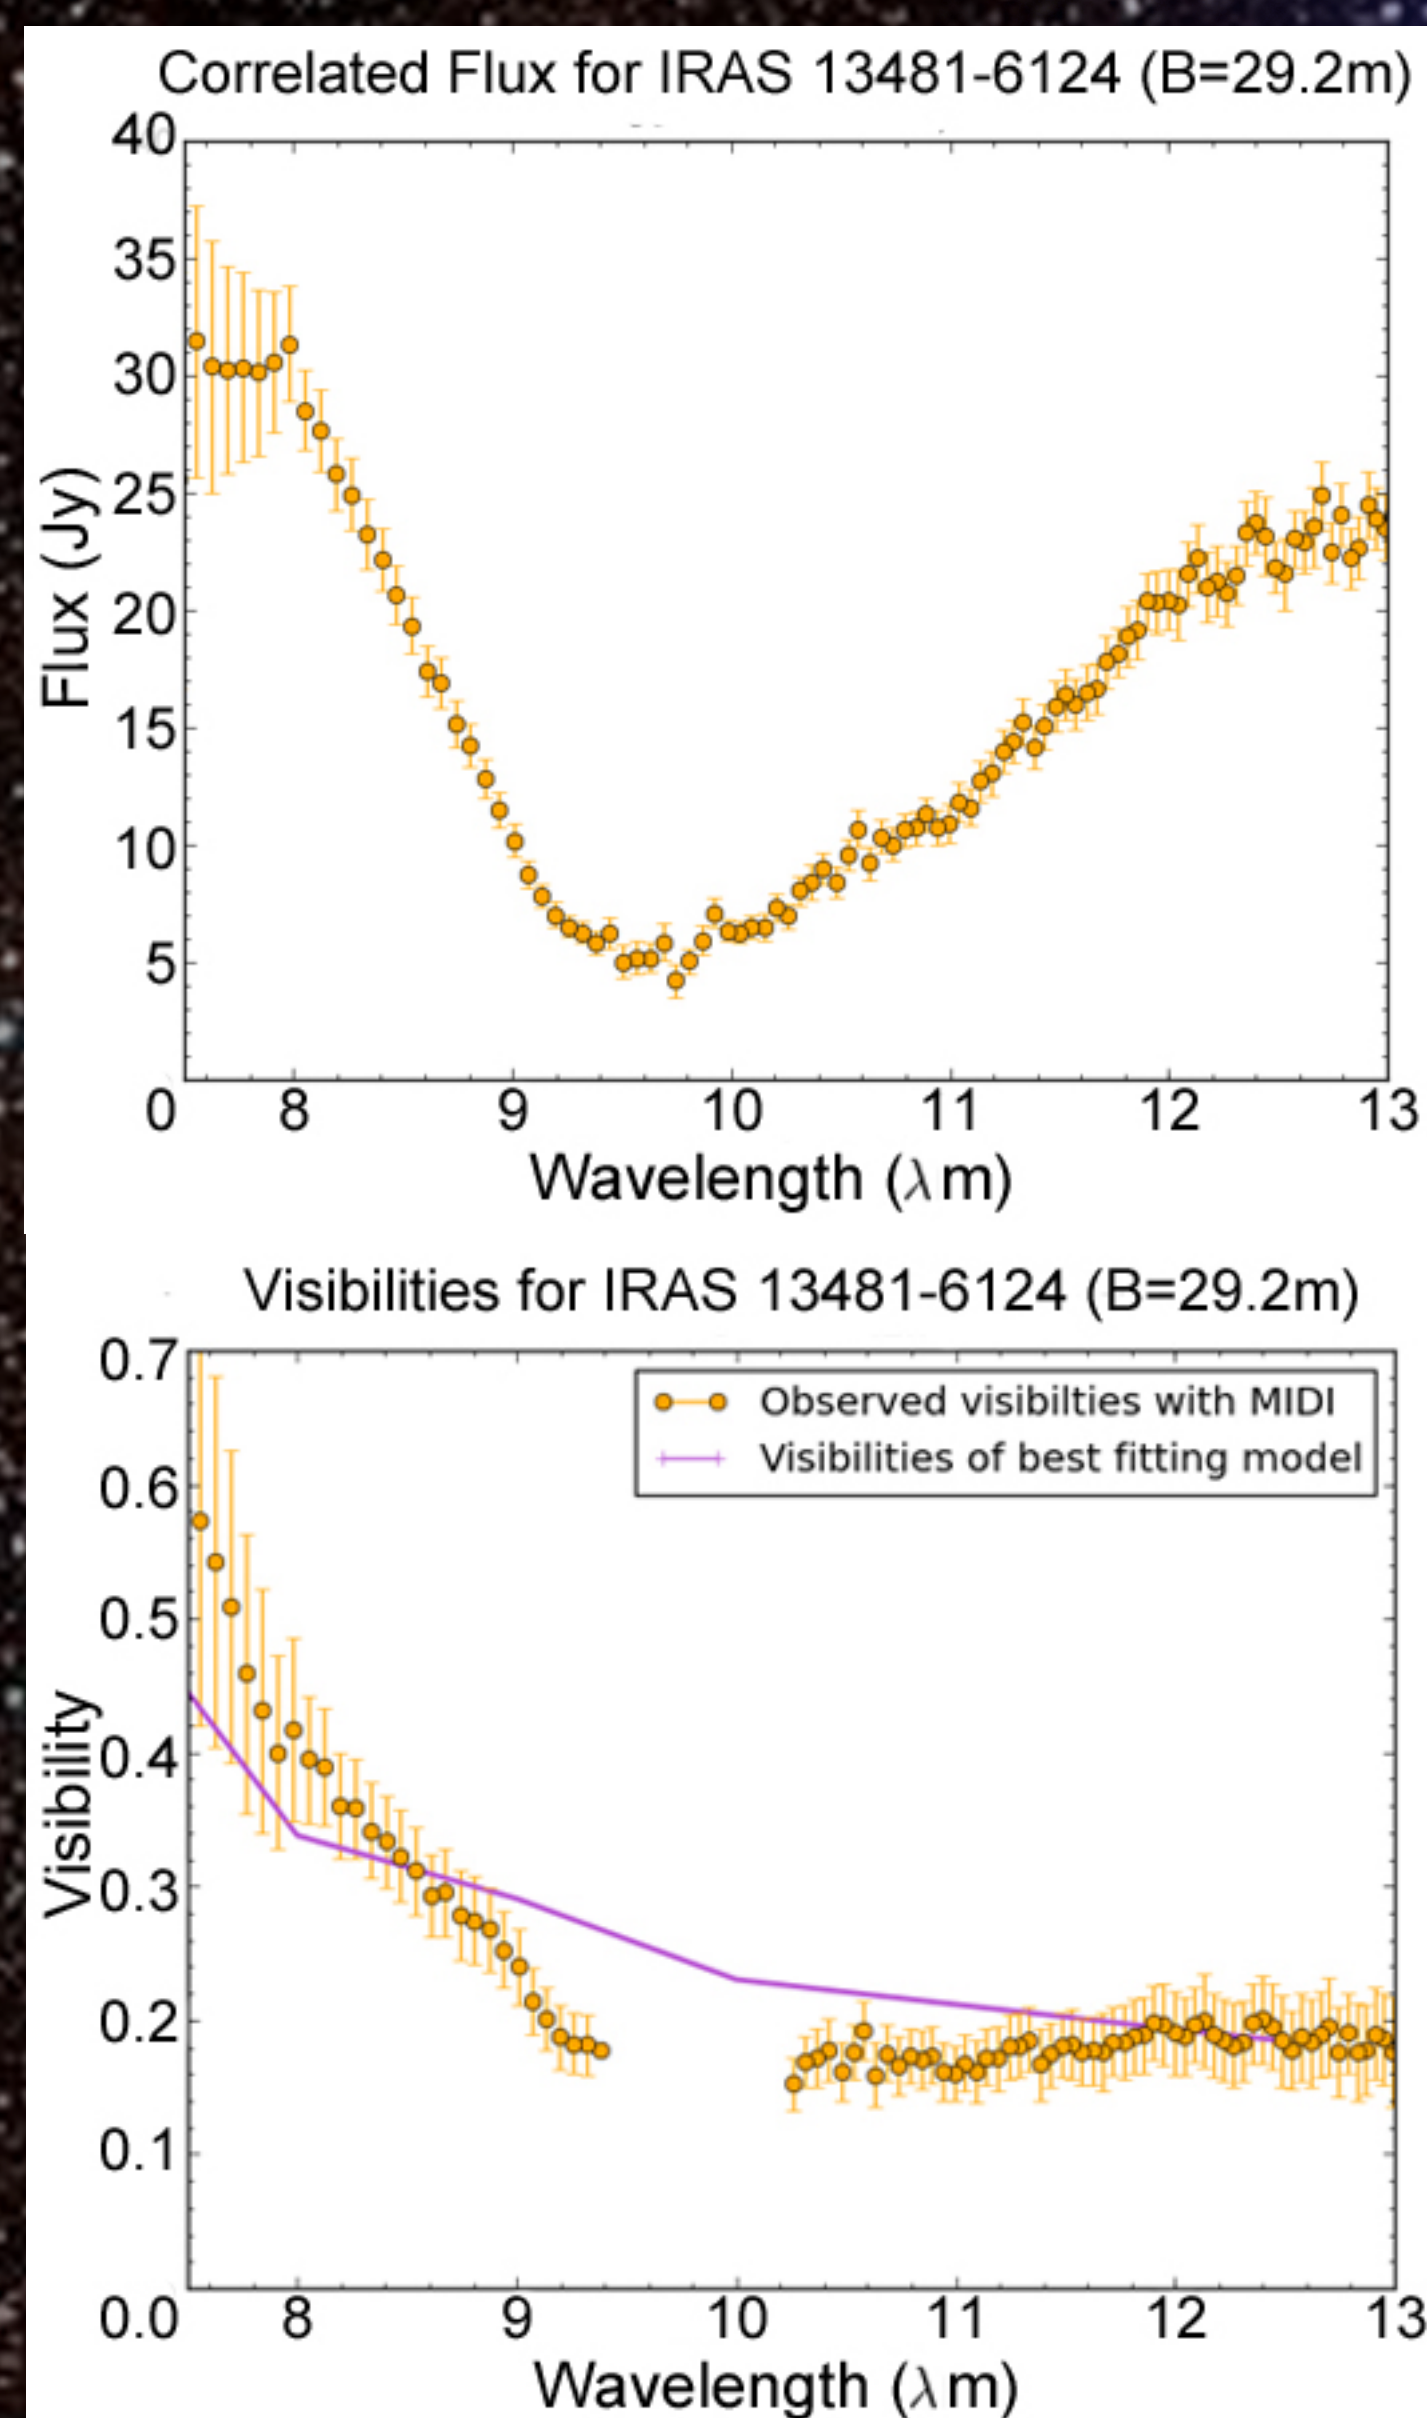 Correlated Flux for IRAS 13481-6124 (B=29.2m)
40
35
30
25
20
15
10
5
0
Flux (Jy)
8 9 10 11 12 13
Wavelength (λm)
Visibilities for IRAS 13481-6124 (B=29.2m)
Observed visibilties with MIDI
Visibilities of best fitting model
0.7
0.6
0.5
0.4
0.3
0.2
0.1
0.0
Visibility
8 9 10 11 12 13
Wavelength (λm)